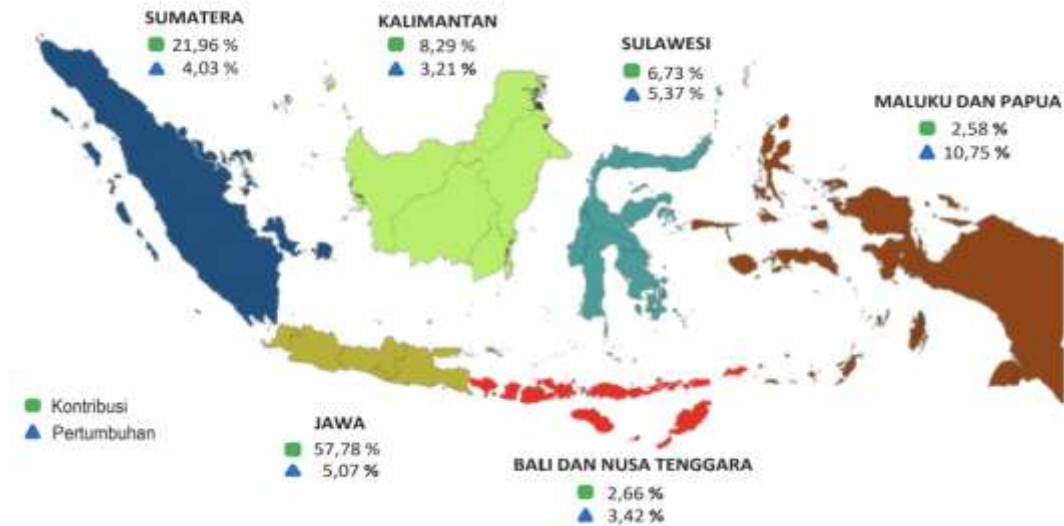 SUMATERA
21,96 %
4,03 %
KALIMANTAN
8,29 %
3,21 %
SULAWESI
6,73 %
5,37 %
MALUKU DAN PAPUA
2,58 %
10,75 %
Kontribusi
Pertumbuhan
JAWA
57,78 %
5,07 %
BALI DAN NUSA TENGGARA
2,66 %
3,42 %